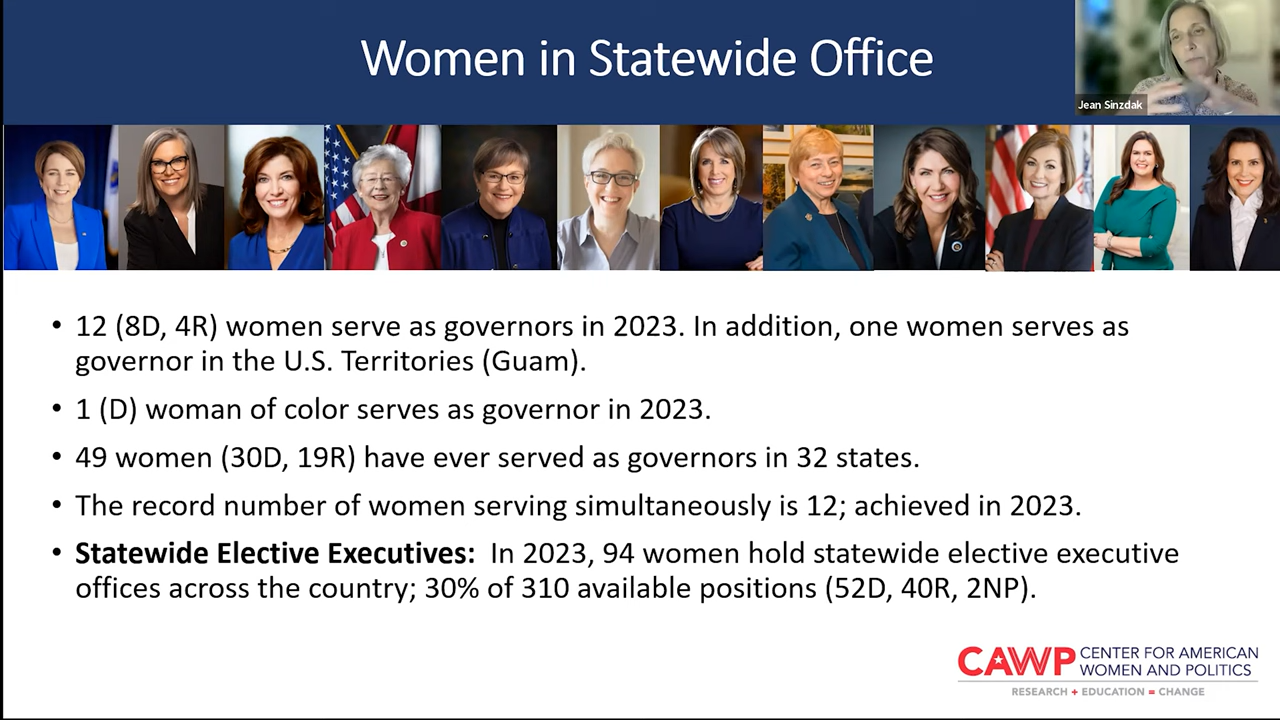 Women in Statewide Office
Jean Sinzdak
• 12 (8D, 4R) women serve as governors in 2023. In addition, one women serves as
governor in the U.S. Territories (Guam).
• 1 (D) woman of color serves as governor in 2023.
• 49 women (30D, 19R) have ever served as governors in 32 states.
• The record number of women serving simultaneously is 12; achieved in 2023.
• Statewide Elective Executives: In 2023, 94 women hold statewide elective executive
offices across the country; 30% of 310 available positions (52D, 40R, 2NP).
CAWP CENTER FOR AMERICAN
WOMEN AND POLITICS
RESEARCH + EDUCATION = CHANGE